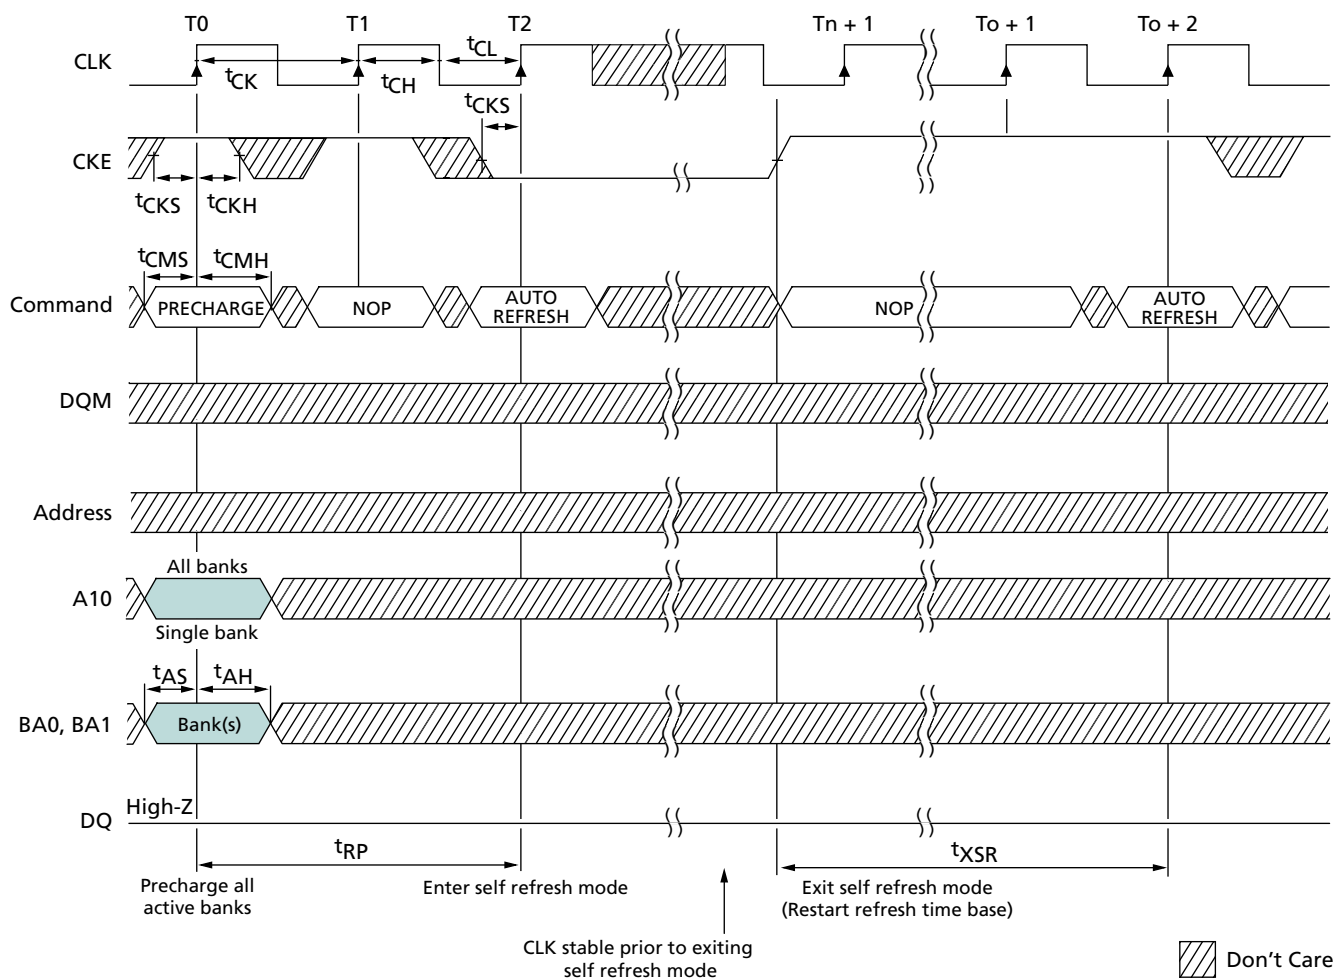 T0 T1 T2 Tn + 1 To + 1 To + 2
CLK
tCK tCH tCL
tCKS
CKE
tCKS tCKH
tCMS tCMH
Command PRECHARGE NOP AUTO REFRESH NOP AUTO REFRESH
DQM
Address
All banks
A10
Single bank
tAS tAH
BA0, BA1 Bank(s)
High-Z
DQ
tRP tXSR
Precharge all
active banks
Enter self refresh mode
Exit self refresh mode
(Restart refresh time base)
CLK stable prior to exiting
self refresh mode
Don't Care